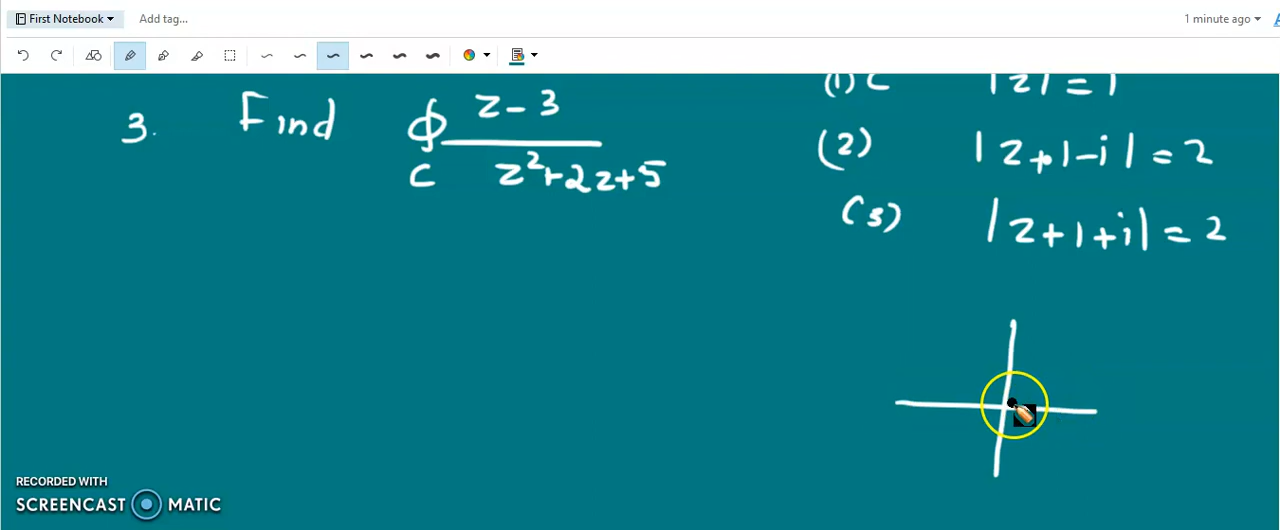 First Notebook
Add tag...
1 minute ago
(1) C |z| = 1
3. Find ∮ z - 3
C z²+2z+5
(2) |z+1-i| = 2
(3) |z+1+i| = 2
RECORDED WITH
SCREENCAST MATIC